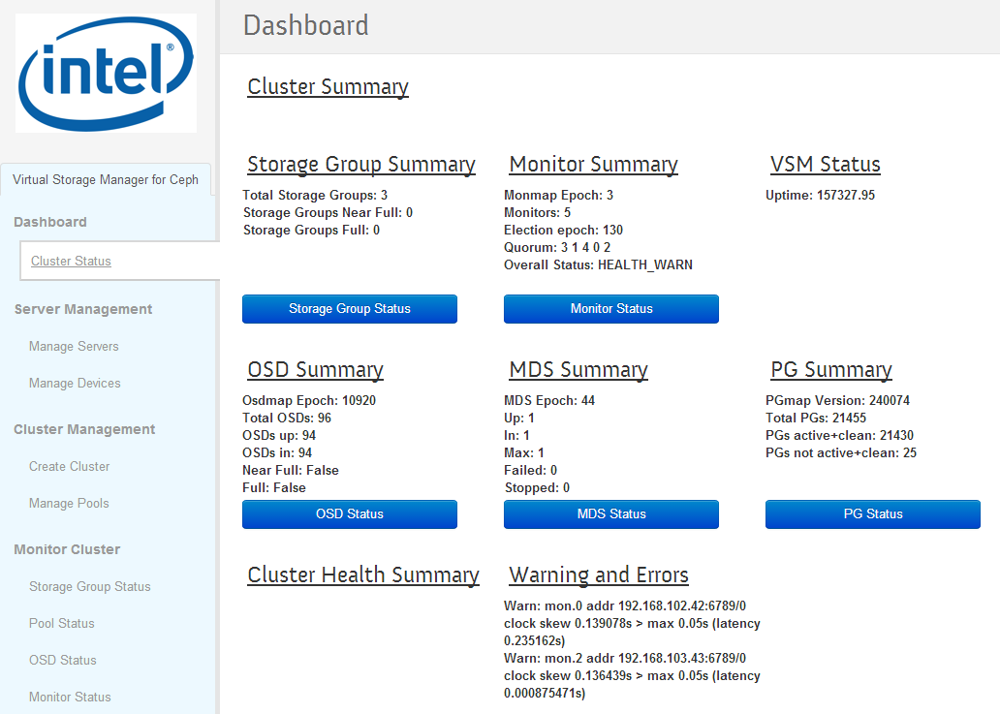 intel®
Virtual Storage Manager for Ceph
Dashboard
Cluster Status
Server Management
Manage Servers
Manage Devices
Cluster Management
Create Cluster
Manage Pools
Monitor Cluster
Storage Group Status
Pool Status
OSD Status
Monitor Status
Dashboard
Cluster Summary
Storage Group Summary
Total Storage Groups: 3
Storage Groups Near Full: 0
Storage Groups Full: 0
Storage Group Status
Monitor Summary
Monmap Epoch: 3
Monitors: 5
Election epoch: 130
Quorum: 3 1 4 0 2
Overall Status: HEALTH_WARN
Monitor Status
VSM Status
Uptime: 157327.95
OSD Summary
Osdmap Epoch: 10920
Total OSDs: 96
OSDs up: 94
OSDs in: 94
Near Full: False
Full: False
OSD Status
MDS Summary
MDS Epoch: 44
Up: 1
In: 1
Max: 1
Failed: 0
Stopped: 0
MDS Status
PG Summary
PGmap Version: 240074
Total PGs: 21455
PGs active+clean: 21430
PGs not active+clean: 25
PG Status
Cluster Health Summary
Warning and Errors
Warn: mon.0 addr 192.168.102.42:6789/0
clock skew 0.139078s > max 0.05s (latency
0.235162s)
Warn: mon.2 addr 192.168.103.43:6789/0
clock skew 0.136439s > max 0.05s (latency
0.000875471s)